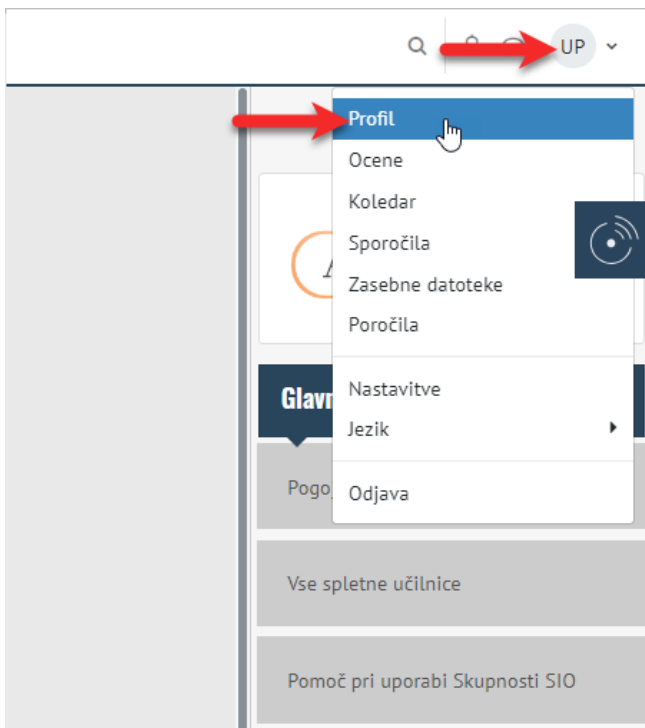 UP
Profil
Ocene
Koledar
Sporočila
Zasebne datoteke
Poročila
Nastavitve
Jezik
Odjava
Vse spletne učilnice
Pomoč pri uporabi Skupnosti SIO